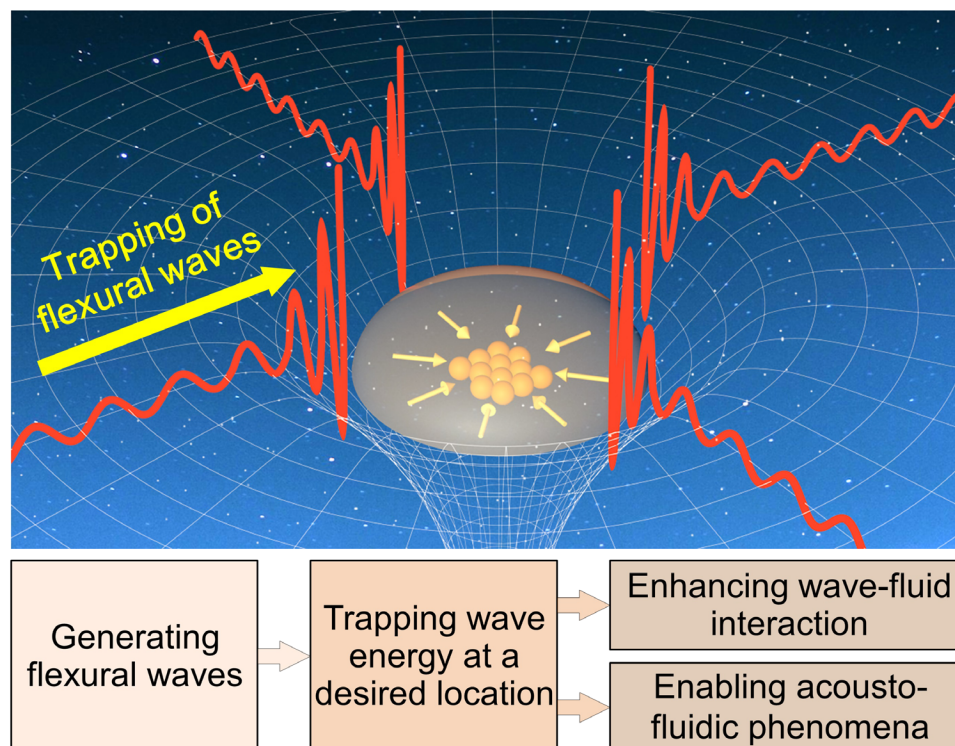 Trapping of
flexural waves
Generating
flexural waves
Trapping wave
energy at a
desired location
Enhancing wave-fluid
interaction
Enabling acousto-
fluidic phenomena